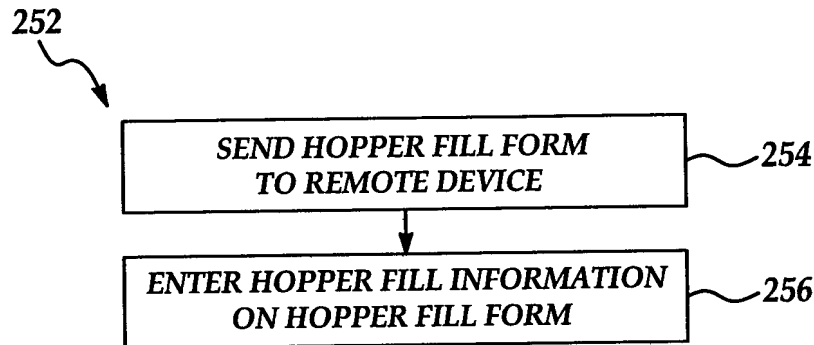 252
SEND HOPPER FILL FORM
TO REMOTE DEVICE
254
ENTER HOPPER FILL INFORMATION
ON HOPPER FILL FORM
256